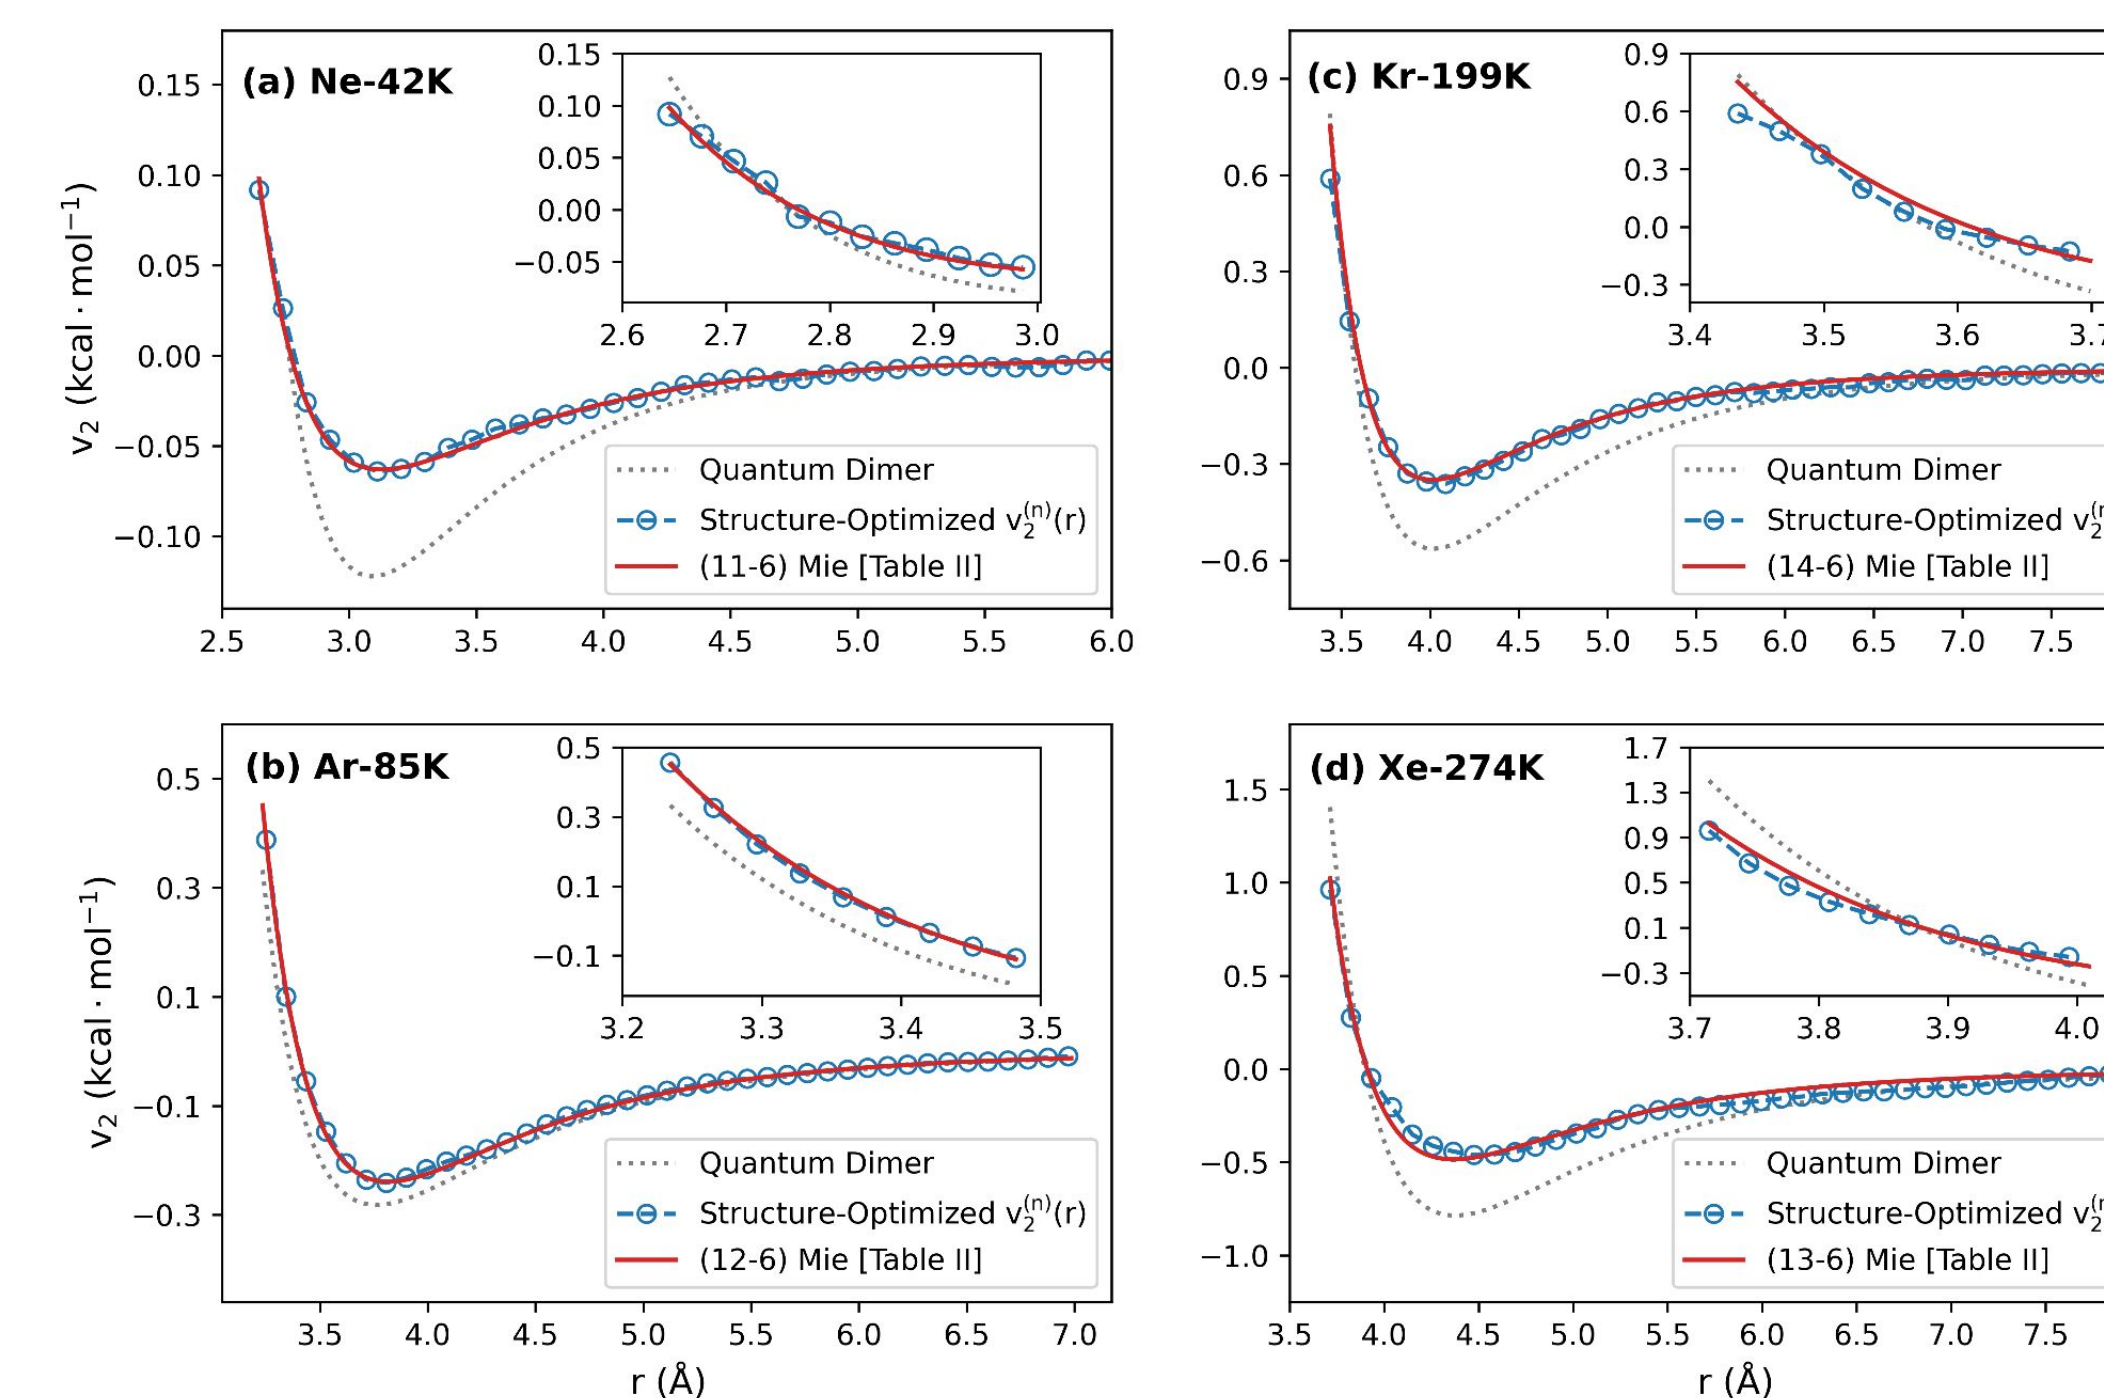 (a) Ne-42K
v₂ (kcal · mol⁻¹)
0.15
0.10
0.05
0.00
−0.05
−0.10
2.5 3.0 3.5 4.0 4.5 5.0 5.5 6.0
0.15
0.10
0.05
0.00
−0.05
2.6 2.7 2.8 2.9 3.0
Quantum Dimer
Structure-Optimized v₂⁽ⁿ⁾(r)
(11-6) Mie [Table II]
(c) Kr-199K
0.9
0.6
0.3
0.0
−0.3
−0.6
3.5 4.0 4.5 5.0 5.5 6.0 6.5 7.0 7.5
0.9
0.6
0.3
0.0
−0.3
3.4 3.5 3.6 3.7
Quantum Dimer
Structure-Optimized v₂
(14-6) Mie [Table II]
(b) Ar-85K
v₂ (kcal · mol⁻¹)
0.5
0.3
0.1
−0.1
−0.3
3.5 4.0 4.5 5.0 5.5 6.0 6.5 7.0
r (Å)
0.5
0.3
0.1
−0.1
3.2 3.3 3.4 3.5
Quantum Dimer
Structure-Optimized v₂⁽ⁿ⁾(r)
(12-6) Mie [Table II]
(d) Xe-274K
1.5
1.0
0.5
0.0
−0.5
−1.0
3.5 4.0 4.5 5.0 5.5 6.0 6.5 7.0 7.5
r (Å)
1.7
1.3
0.9
0.5
0.1
−0.3
3.7 3.8 3.9 4.0
Quantum Dimer
Structure-Optimized v₂
(13-6) Mie [Table II]